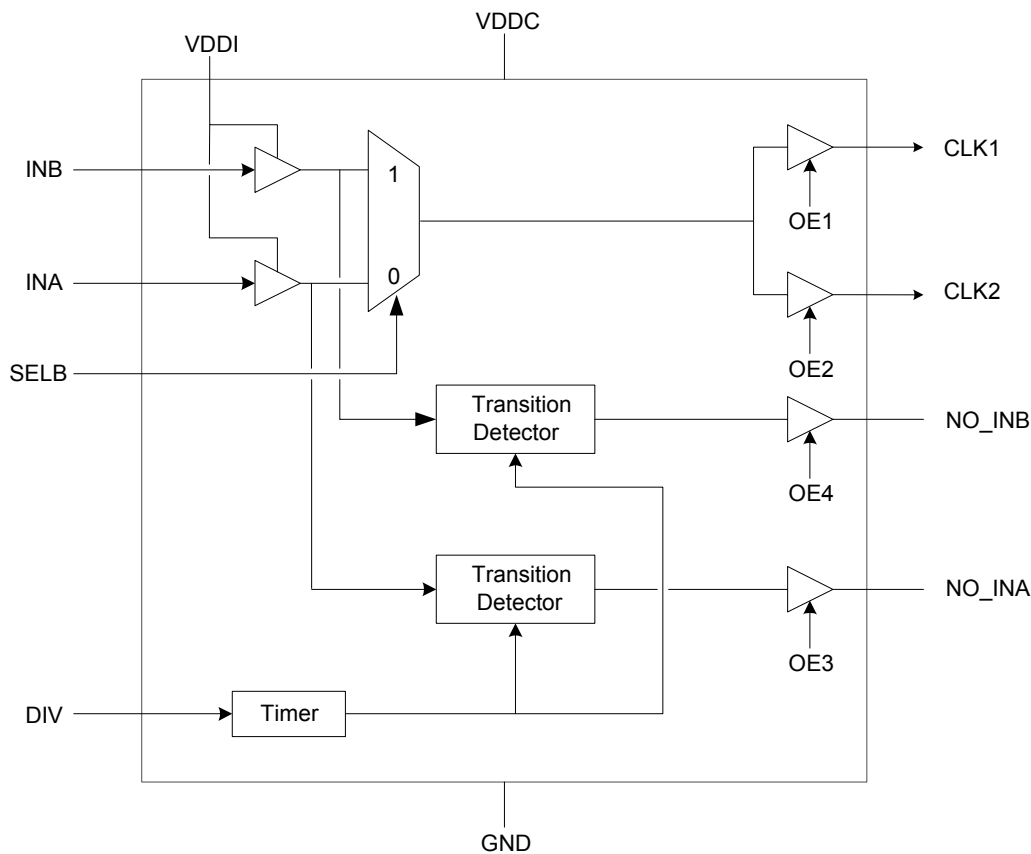 VDDC
VDDI
INB
1
CLK1
OE1
INA
0
CLK2
SELB
OE2
Transition
Detector
NO_INB
OE4
Transition
Detector
NO_INA
OE3
DIV
Timer
GND